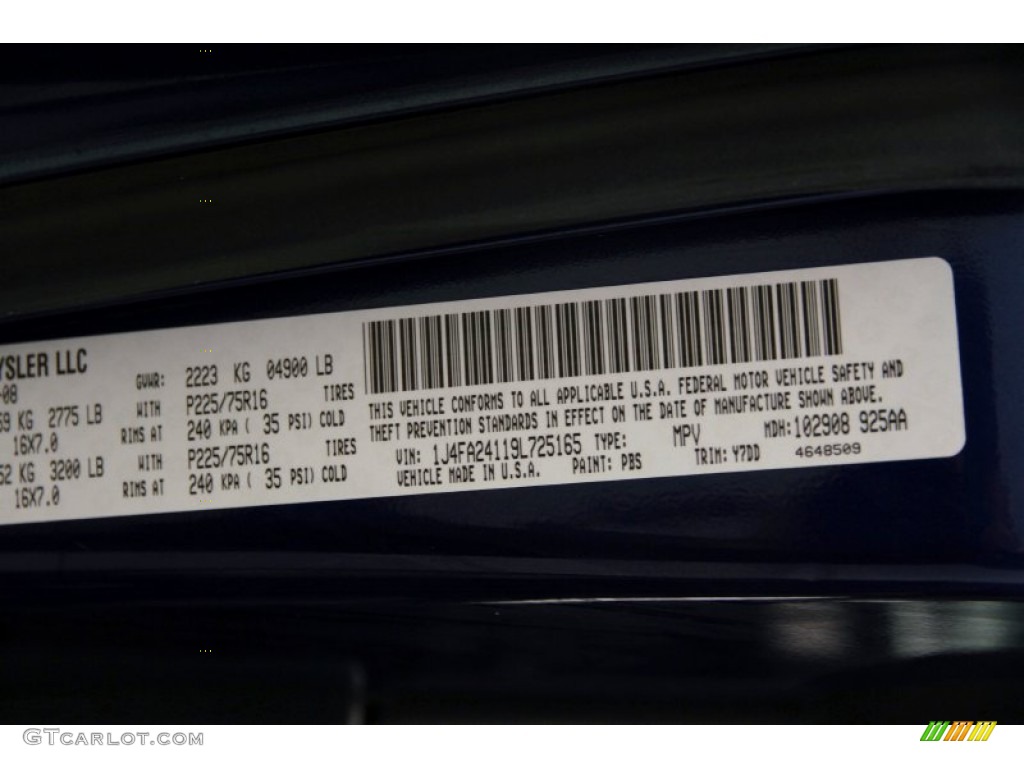 YSLER LLC
-08
GVWR: 2223 KG 04900 LB
59 KG 2775 LB WITH P225/75R16 TIRES
16X7.0 RIMS AT 240 KPA ( 35 PSI) COLD
52 KG 3200 LB WITH P225/75R16 TIRES
16X7.0 RIMS AT 240 KPA ( 35 PSI) COLD
THIS VEHICLE CONFORMS TO ALL APPLICABLE U.S.A. FEDERAL MOTOR VEHICLE SAFETY AND
THEFT PREVENTION STANDARDS IN EFFECT ON THE DATE OF MANUFACTURE SHOWN ABOVE.
VIN: 1J4FA24119L725165 TYPE: MPV MDH:102908 925AA
VEHICLE MADE IN U.S.A. PAINT: PBS TRIM: Y7DD 4648509
GTCARLOT.COM